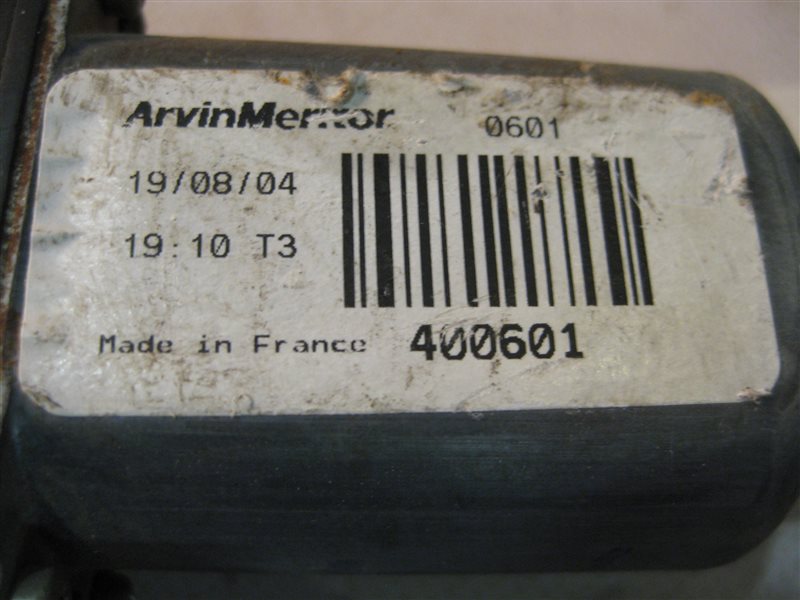 ArvinMeritor 0601
19/08/04
19:10 T3
Made in France 400601